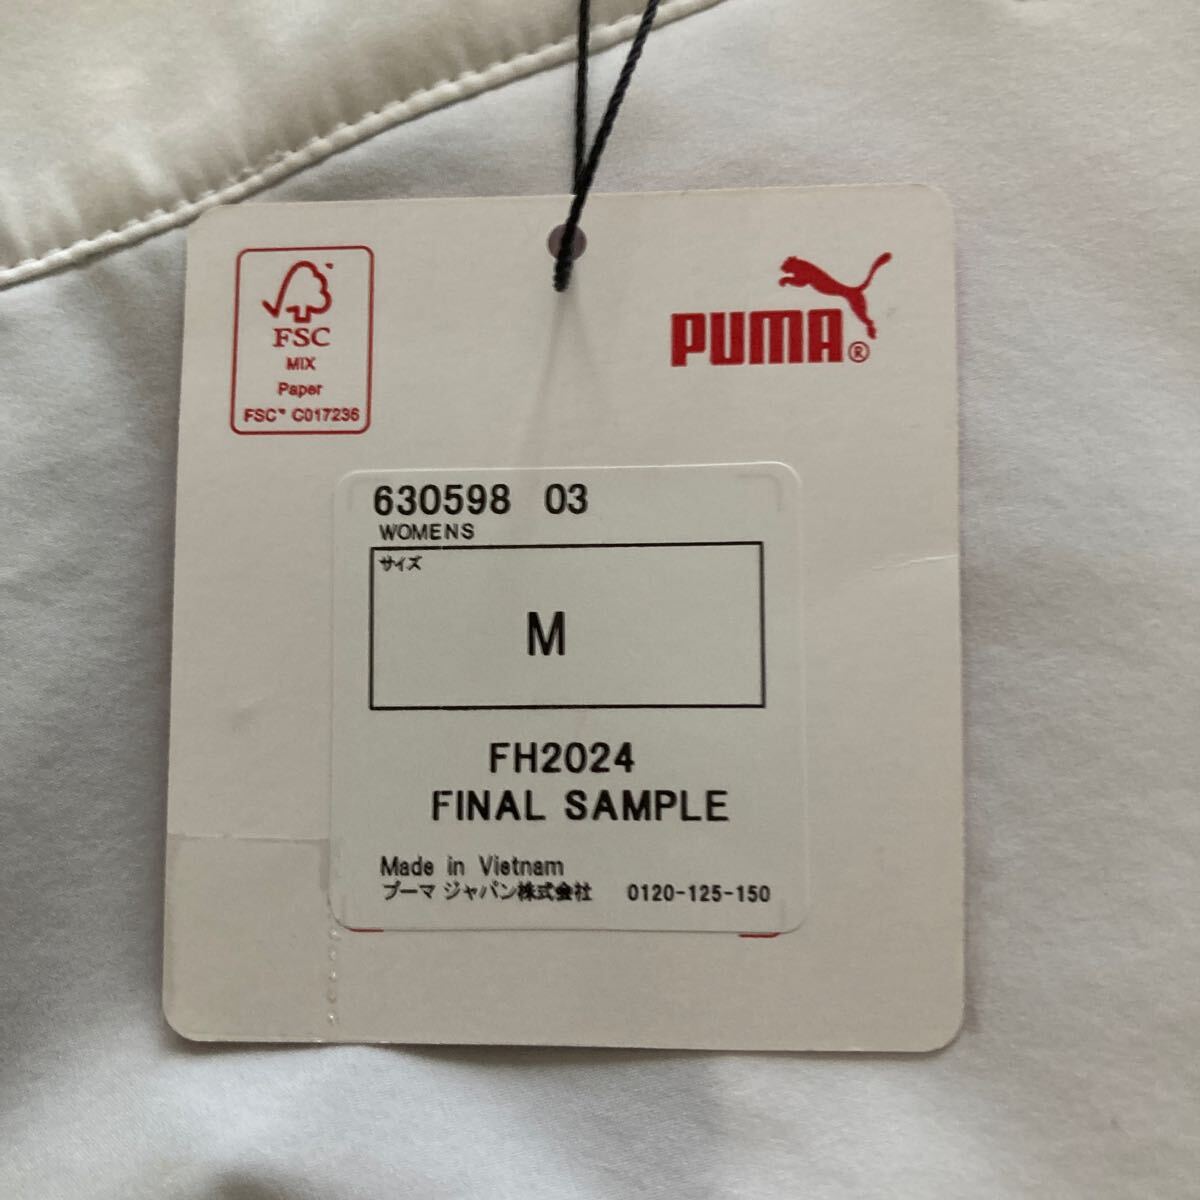 FSC
MIX
Paper
FSC™ C017236
PUMA®
630598 03
WOMENS
サイズ
M
FH2024
FINAL SAMPLE
Made in Vietnam
プーマ ジャパン株式会社 0120-125-150